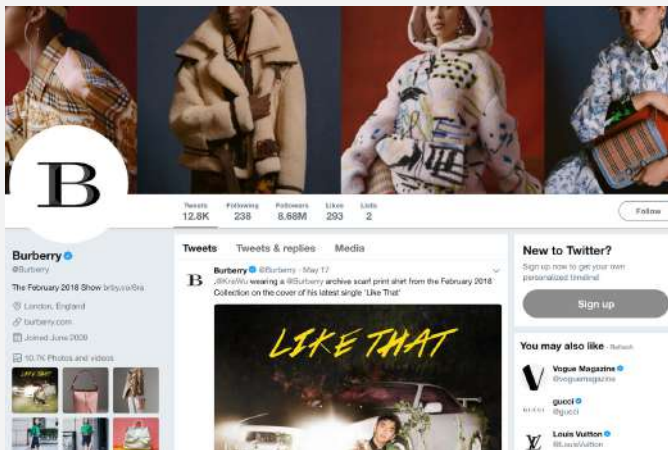 B
Tweets Following Followers Likes Lists
12.8K 238 8.68M 293 2
Follow
Burberry
@Burberry
The February 2018 Show
London, England
burberry.com
Joined June 2009
10.7K Photos and videos
LIKE THAT
Tweets Tweets & replies Media
B
Burberry @Burberry · May 17
.@KrisWu wearing a @Burberry archive scarf print shirt from the February 2018
Collection on the cover of his latest single 'Like That'
LIKE THAT
New to Twitter?
Sign up now to get your own
personalized timeline!
Sign up
You may also like · Refresh
Vogue Magazine
@voguemagazine
GUCCI
gucci
@gucci
Louis Vuitton
@LouisVuitton